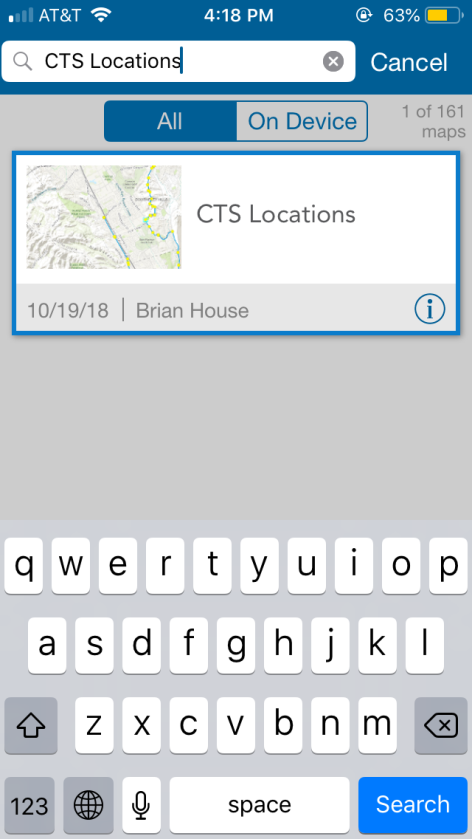 AT&T 4:18 PM 63%
CTS Locations Cancel
All On Device 1 of 161
maps
CTS Locations
10/19/18 | Brian House
q w e r t y u i o p
a s d f g h j k l
z x c v b n m
123 space Search